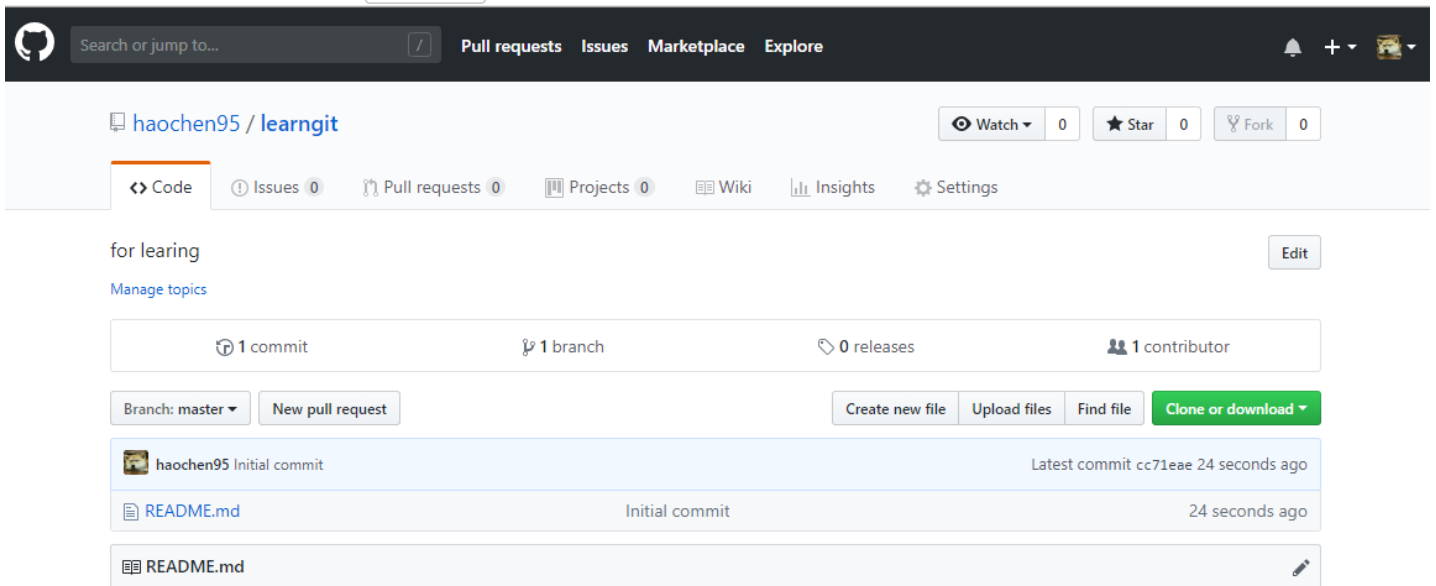 Search or jump to... / Pull requests Issues Marketplace Explore
haochen95 / learngit Watch 0 Star 0 Fork 0
Code Issues 0 Pull requests 0 Projects 0 Wiki Insights Settings
for learing Edit
Manage topics
1 commit 1 branch 0 releases 1 contributor
Branch: master New pull request Create new file Upload files Find file Clone or download
haochen95 Initial commit Latest commit cc71eae 24 seconds ago
README.md Initial commit 24 seconds ago
README.md